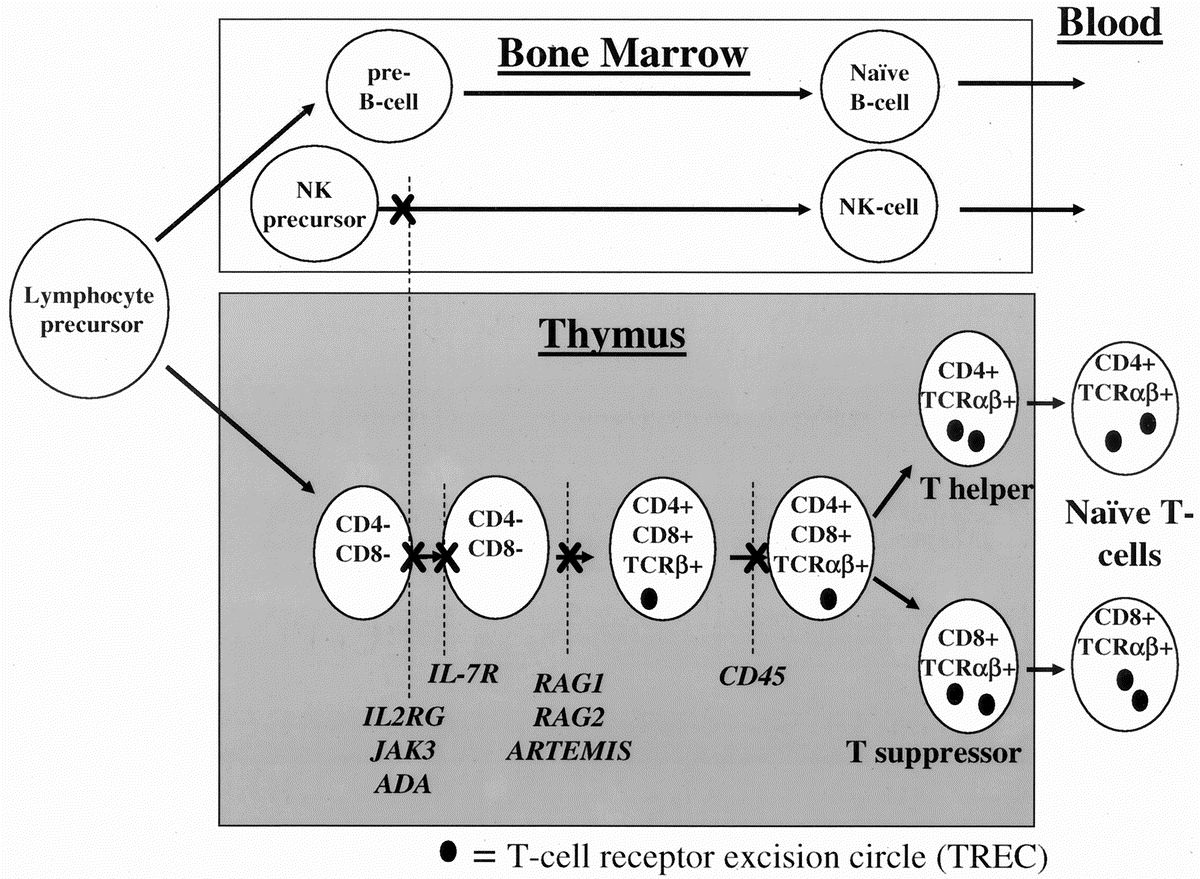 Blood
Bone Marrow
pre-
B-cell
Naïve
B-cell
NK
precursor
NK-cell
Lymphocyte
precursor
Thymus
CD4+
TCRαβ+
T helper
CD4+
TCRαβ+
CD4-
CD8-
CD4-
CD8-
CD4+
CD8+
TCRβ+
CD4+
CD8+
TCRαβ+
Naïve T-
cells
CD8+
TCRαβ+
T suppressor
CD8+
TCRαβ+
IL-7R
IL2RG
JAK3
ADA
RAG1
RAG2
ARTEMIS
CD45
= T-cell receptor excision circle (TREC)